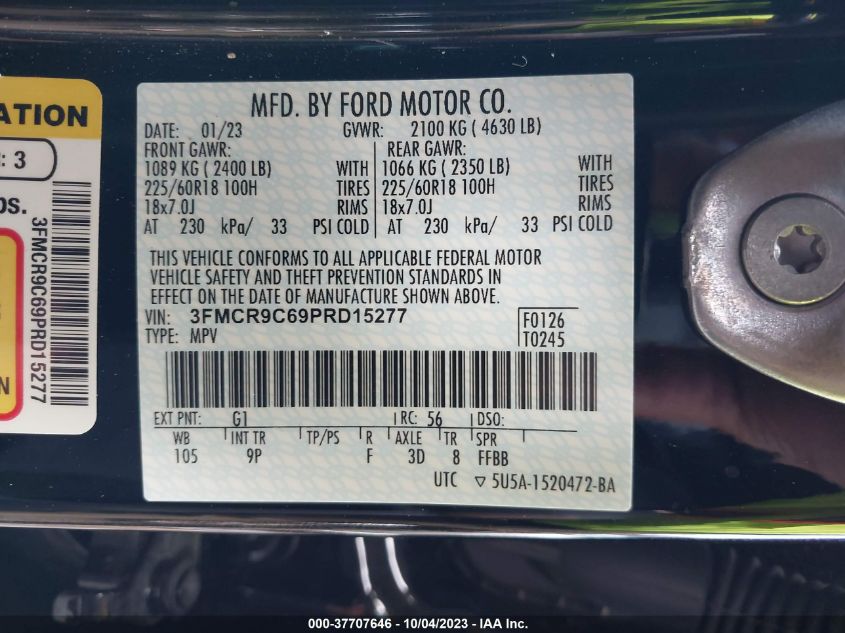 MFD. BY FORD MOTOR CO.
DATE: 01/23 GVWR: 2100 KG ( 4630 LB)
FRONT GAWR: REAR GAWR:
1089 KG ( 2400 LB) WITH 1066 KG ( 2350 LB) WITH
225/60R18 100H TIRES 225/60R18 100H TIRES
18x7.0J RIMS 18x7.0J RIMS
AT 230 kPa/ 33 PSI COLD AT 230 kPa/ 33 PSI COLD
THIS VEHICLE CONFORMS TO ALL APPLICABLE FEDERAL MOTOR
VEHICLE SAFETY AND THEFT PREVENTION STANDARDS IN
EFFECT ON THE DATE OF MANUFACTURE SHOWN ABOVE.
VIN: 3FMCR9C69PRD15277 F0126
TYPE: MPV T0245
EXT PNT: G1 RC: 56 DSO:
WB INT TR TP/PS R AXLE TR SPR
105 9P F 3D 8 FFBB
UTC ▽ 5U5A-1520472-BA
ATION
: 3
os.
3FMCR9C69PRD15277
N
000-37707646 - 10/04/2023 - IAA Inc.